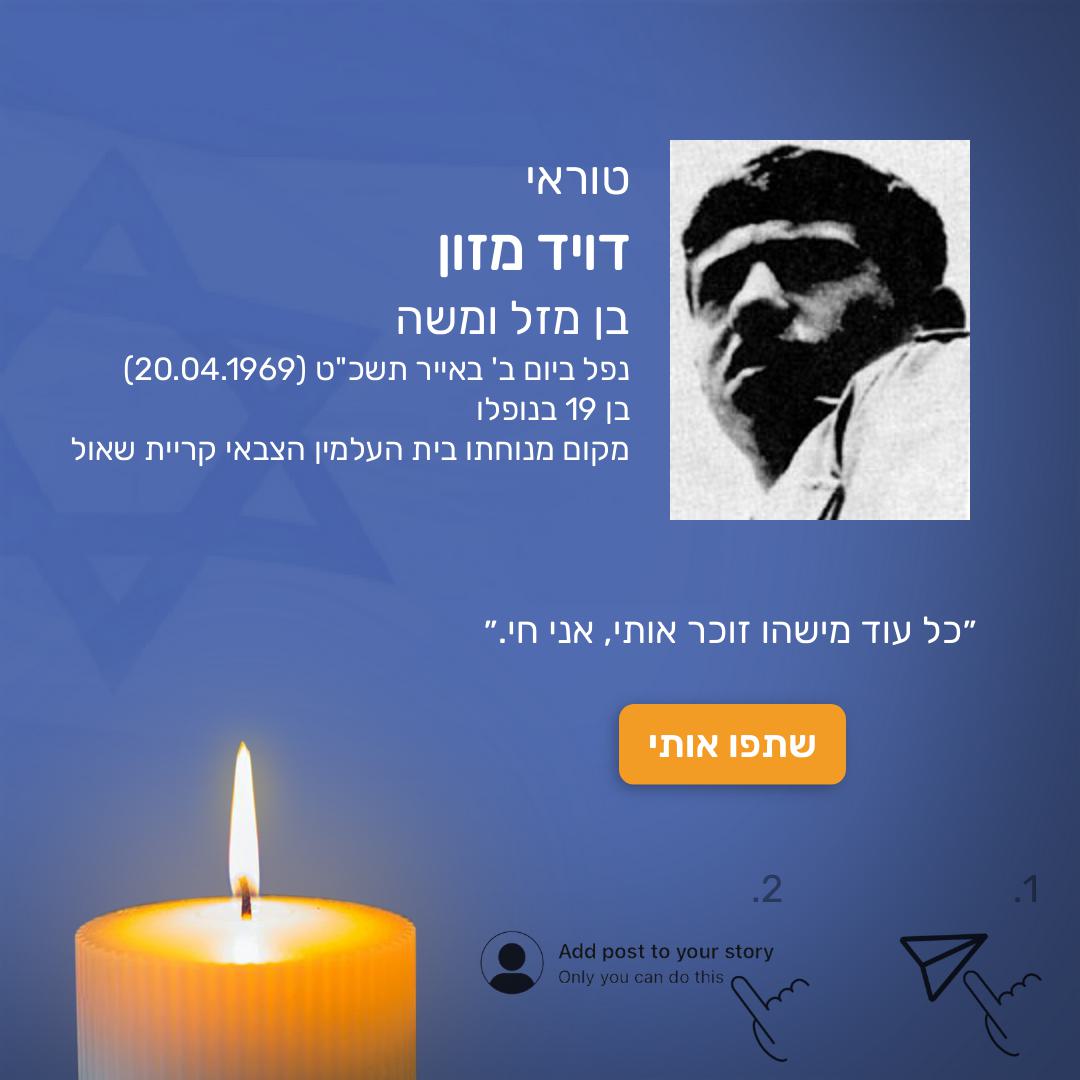 טוראי
דויד מזון
בן מזל ומשה
נפל ביום ב' באייר תשכ"ט (20.04.1969)
בן 19 בנופלו
מקום מנוחתו בית העלמין הצבאי קריית שאול
״כל עוד מישהו זוכר אותי, אני חי.״
שתפו אותי
1.
2.
Add post to your story
Only you can do this